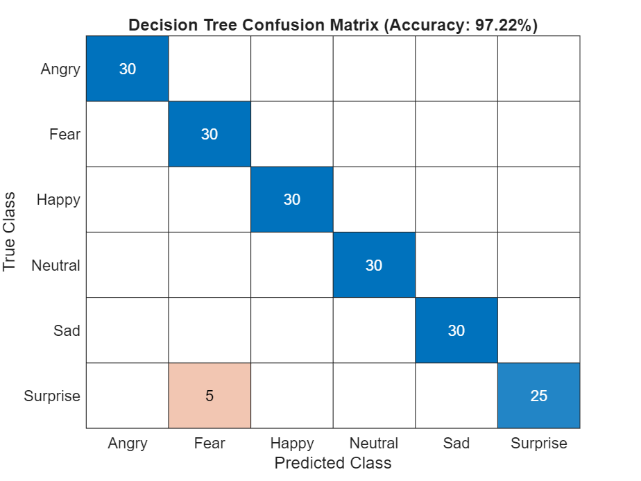 Decision Tree Confusion Matrix (Accuracy: 97.22%)
True Class
Angry 30
Fear 30
Happy 30
Neutral 30
Sad 30
Surprise 5 25
Angry Fear Happy Neutral Sad Surprise
Predicted Class